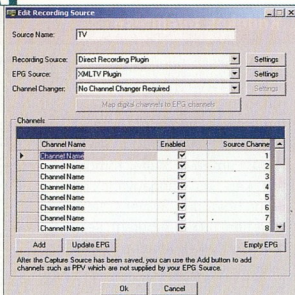 Edit Recording Source
Source Name: TV
Recording Source: Direct Recording Plugin Settings
EPG Source: XMLTV Plugin Settings
Channel Changer: No Channel Changer Required Settings
Map digital channels to EPG channels
Channels
Channel Name Enabled Source Channe
Channel Name 1
Channel Name 2
Channel Name 3
Channel Name 4
Channel Name 5
Channel Name 6
Channel Name 7
Channel Name 8
Add Update EPG Empty EPG
After the Capture Source has been saved, you can use the Add button to add
channels such as PPV which are not supplied by your EPG Source.
Ok Cancel